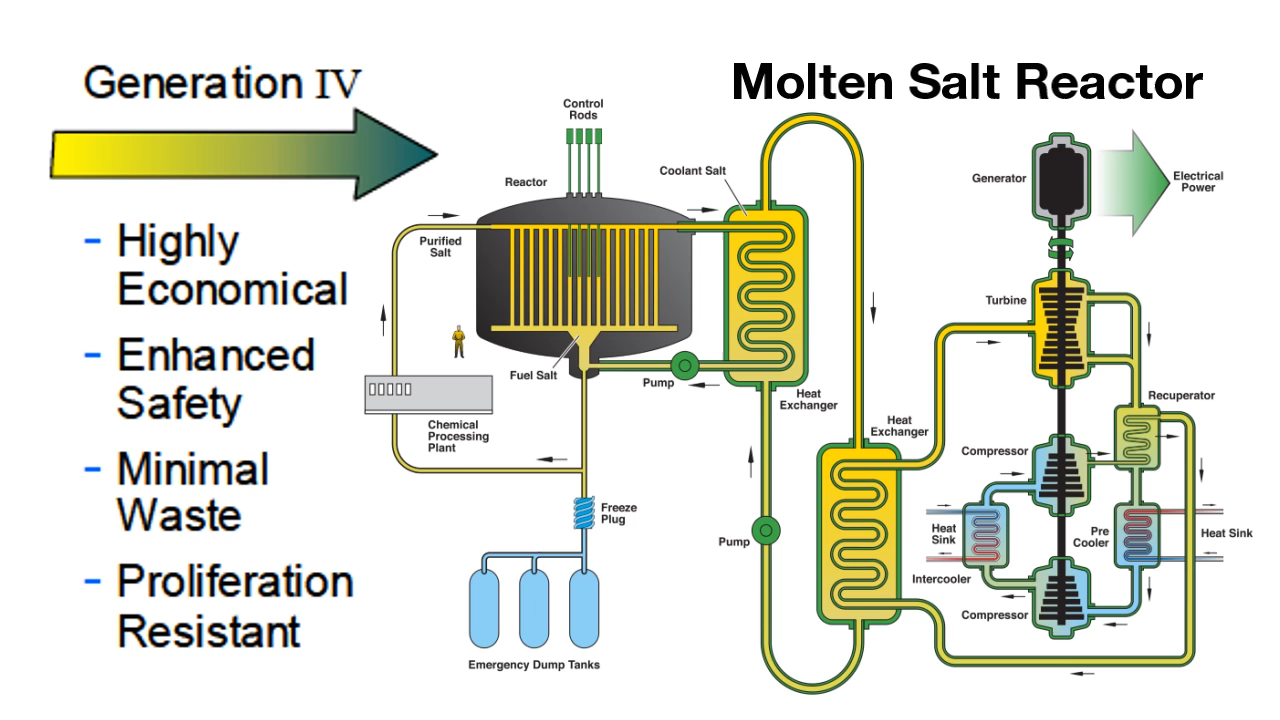 Generation IV
- Highly
Economical
- Enhanced
Safety
- Minimal
Waste
- Proliferation
Resistant
Molten Salt Reactor
Control
Rods
Reactor
Purified
Salt
Fuel Salt
Chemical
Processing
Plant
Freeze
Plug
Emergency Dump Tanks
Coolant Salt
Pump
Heat
Exchanger
Pump
Heat
Exchanger
Generator
Electrical
Power
Turbine
Recuperator
Compressor
Heat
Sink
Intercooler
Pre
Cooler
Heat Sink
Compressor